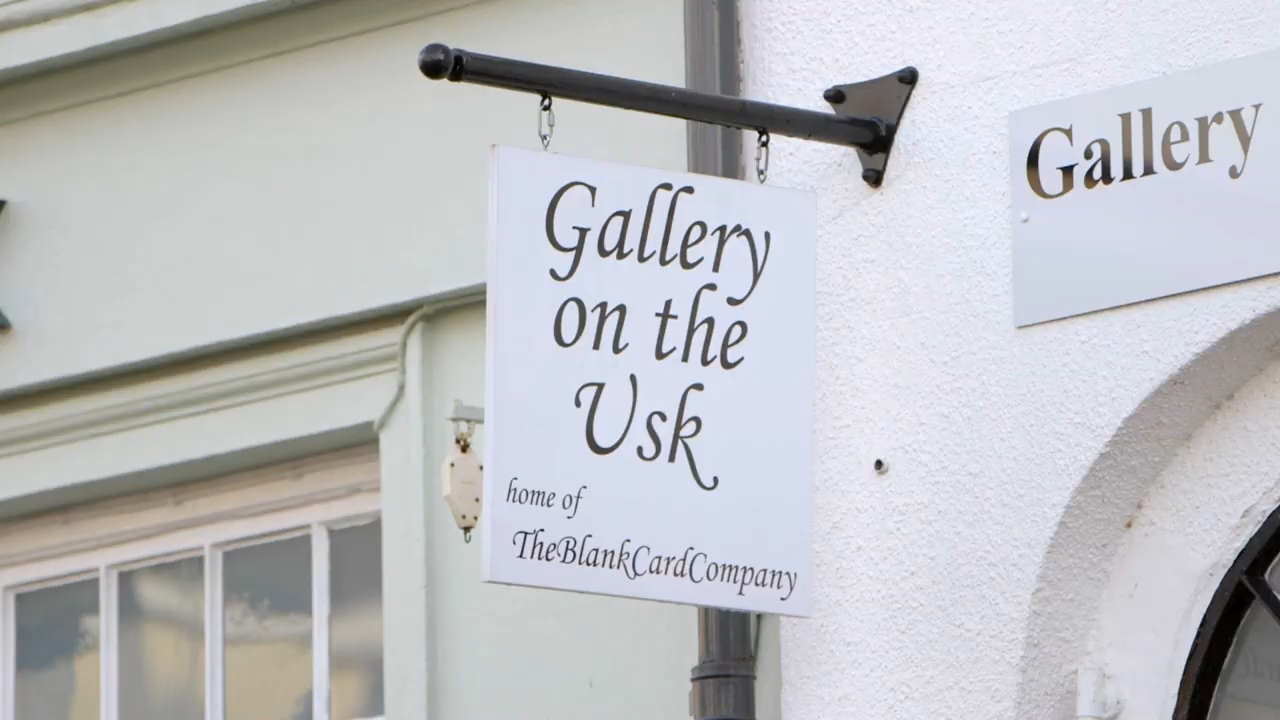 Gallery
on the
Usk
home of
TheBlankCardCompany
Gallery